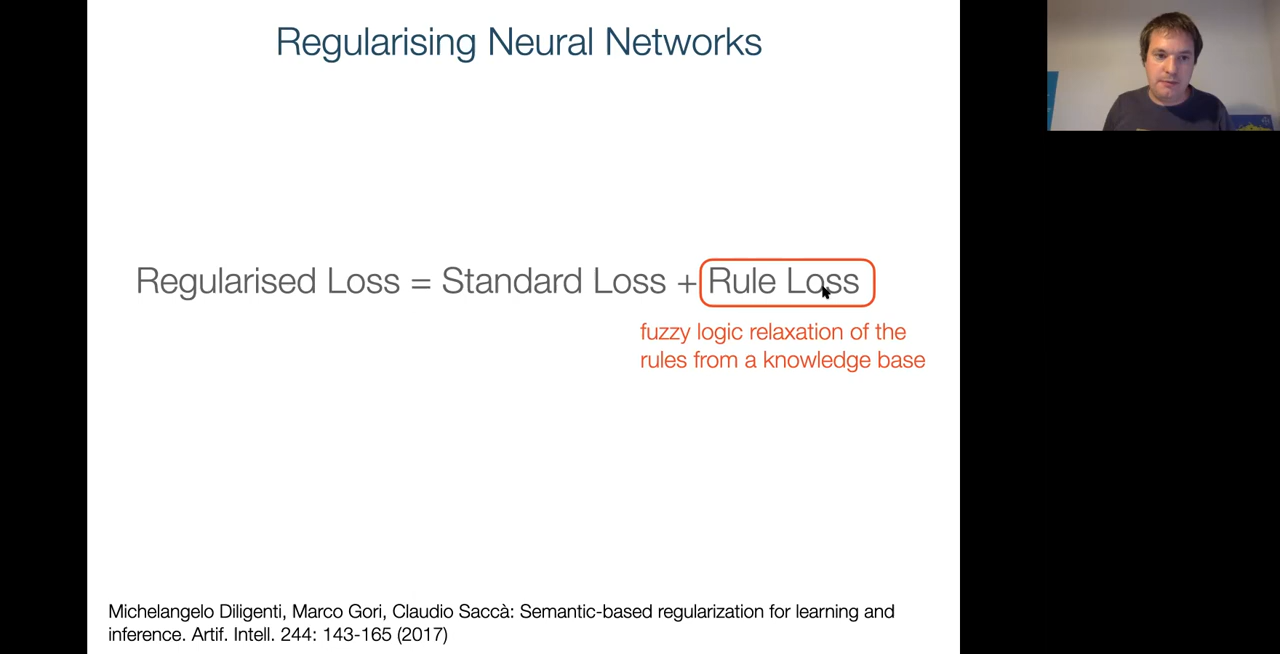 Regularising Neural Networks
Regularised Loss = Standard Loss + Rule Loss
fuzzy logic relaxation of the
rules from a knowledge base
Michelangelo Diligenti, Marco Gori, Claudio Saccà: Semantic-based regularization for learning and
inference. Artif. Intell. 244: 143-165 (2017)